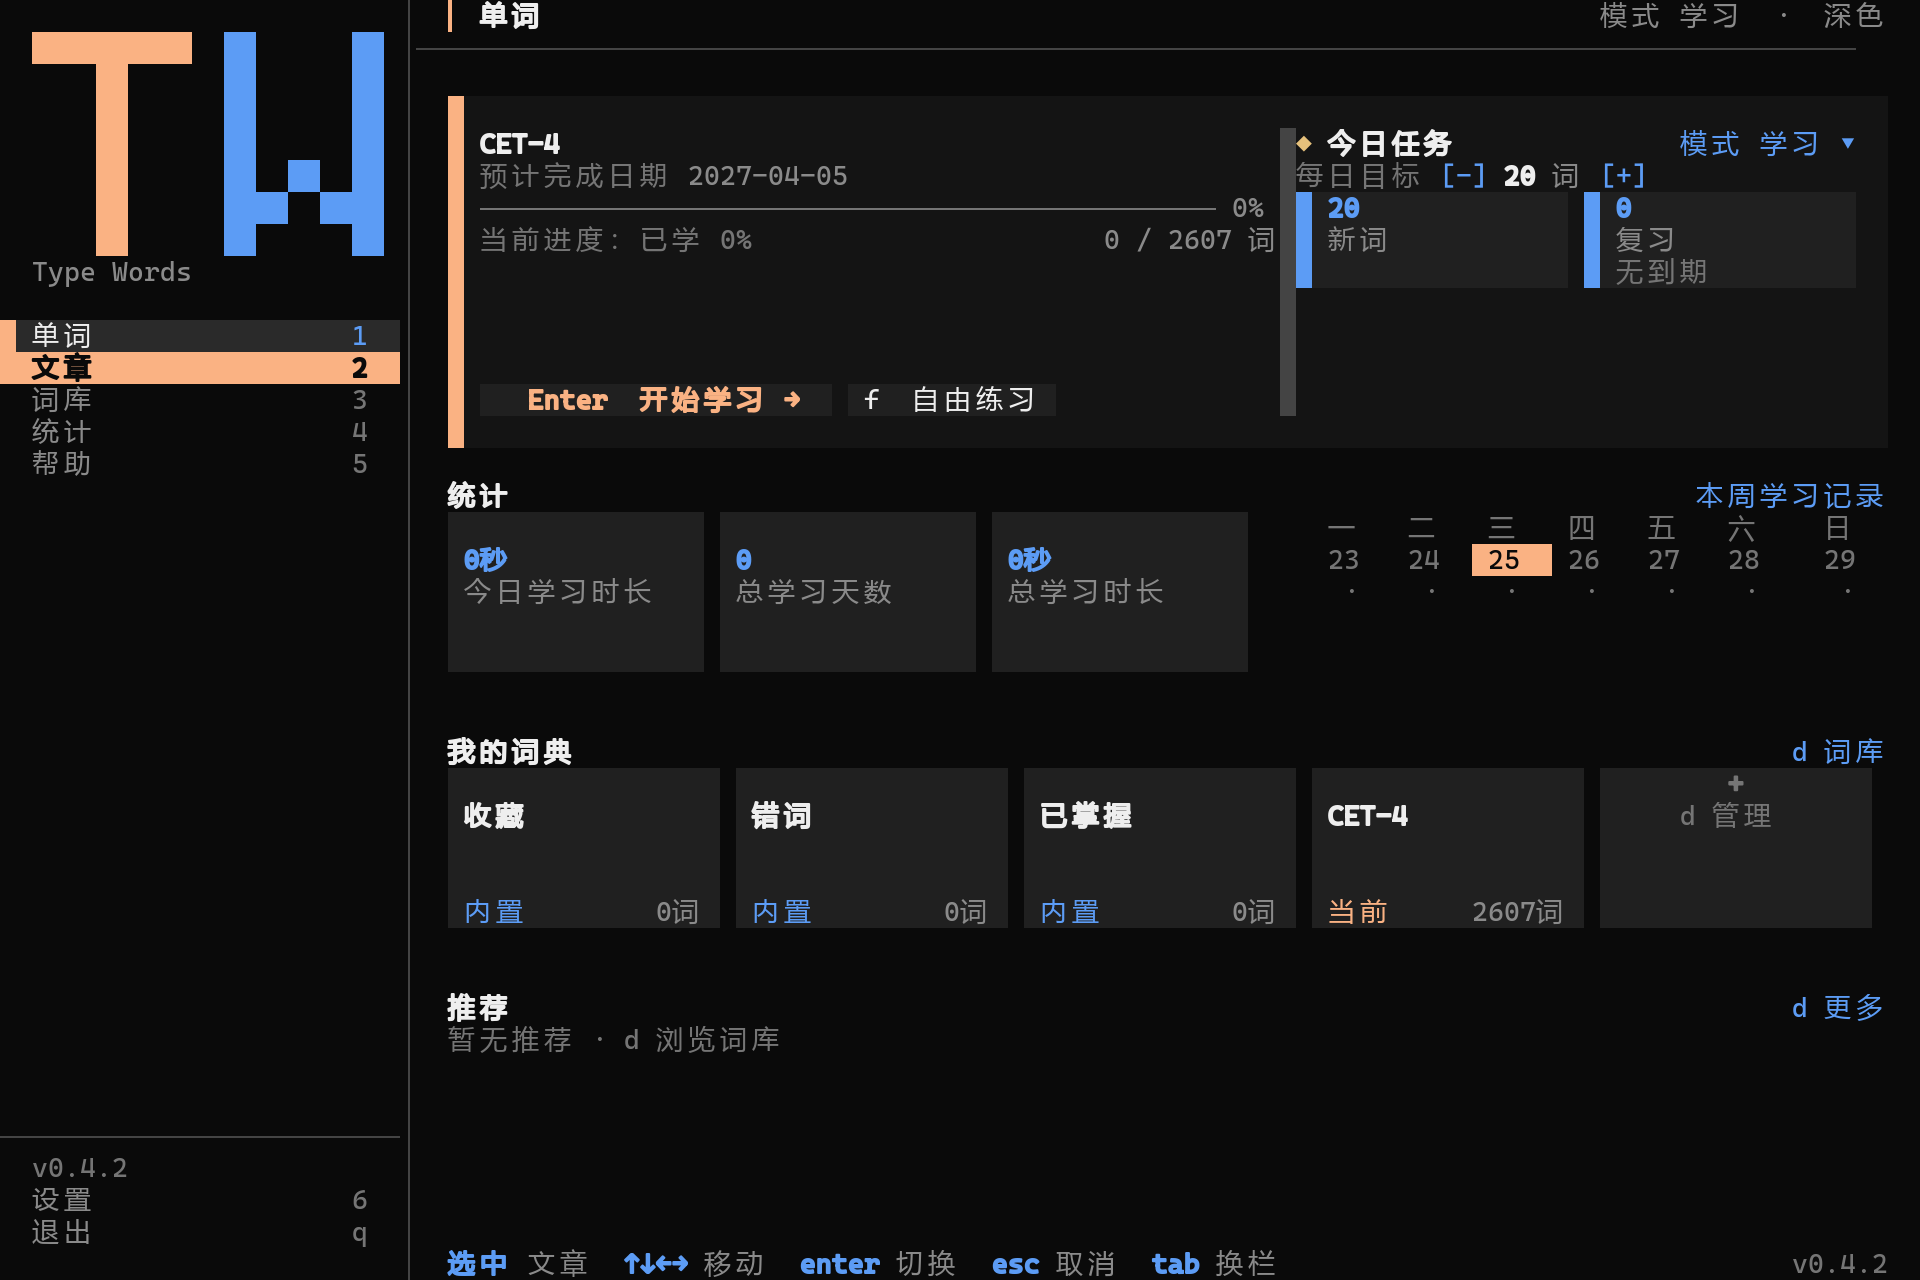 TW
Type Words
单词 1
文章 2
词库 3
统计 4
帮助 5
v0.4.2
设置 6
退出 q
单词 模式 学习 · 深色
CET-4
预计完成日期 2027-04-05
0%
当前进度: 已学 0% 0 / 2607 词
Enter 开始学习 → f 自由练习
◆ 今日任务 模式 学习 ▼
每日目标 [-] 20 词 [+]
20
新词
0
复习
无到期
统计
0秒
今日学习时长
0
总学习天数
0秒
总学习时长
本周学习记录
一 二 三 四 五 六 日
23 24 25 26 27 28 29
· · · · · · ·
我的词典 d 词库
收藏
内置 0词
错词
内置 0词
已掌握
内置 0词
CET-4
当前 2607词
+
d 管理
推荐 d 更多
暂无推荐 · d 浏览词库
选中 文章 ↑↓←→ 移动 enter 切换 esc 取消 tab 换栏 v0.4.2